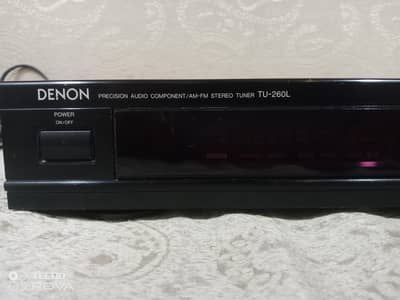 DENON PRECISION AUDIO COMPONENT/AM-FM STEREO TUNER TU-260L
POWER
ON/OFF